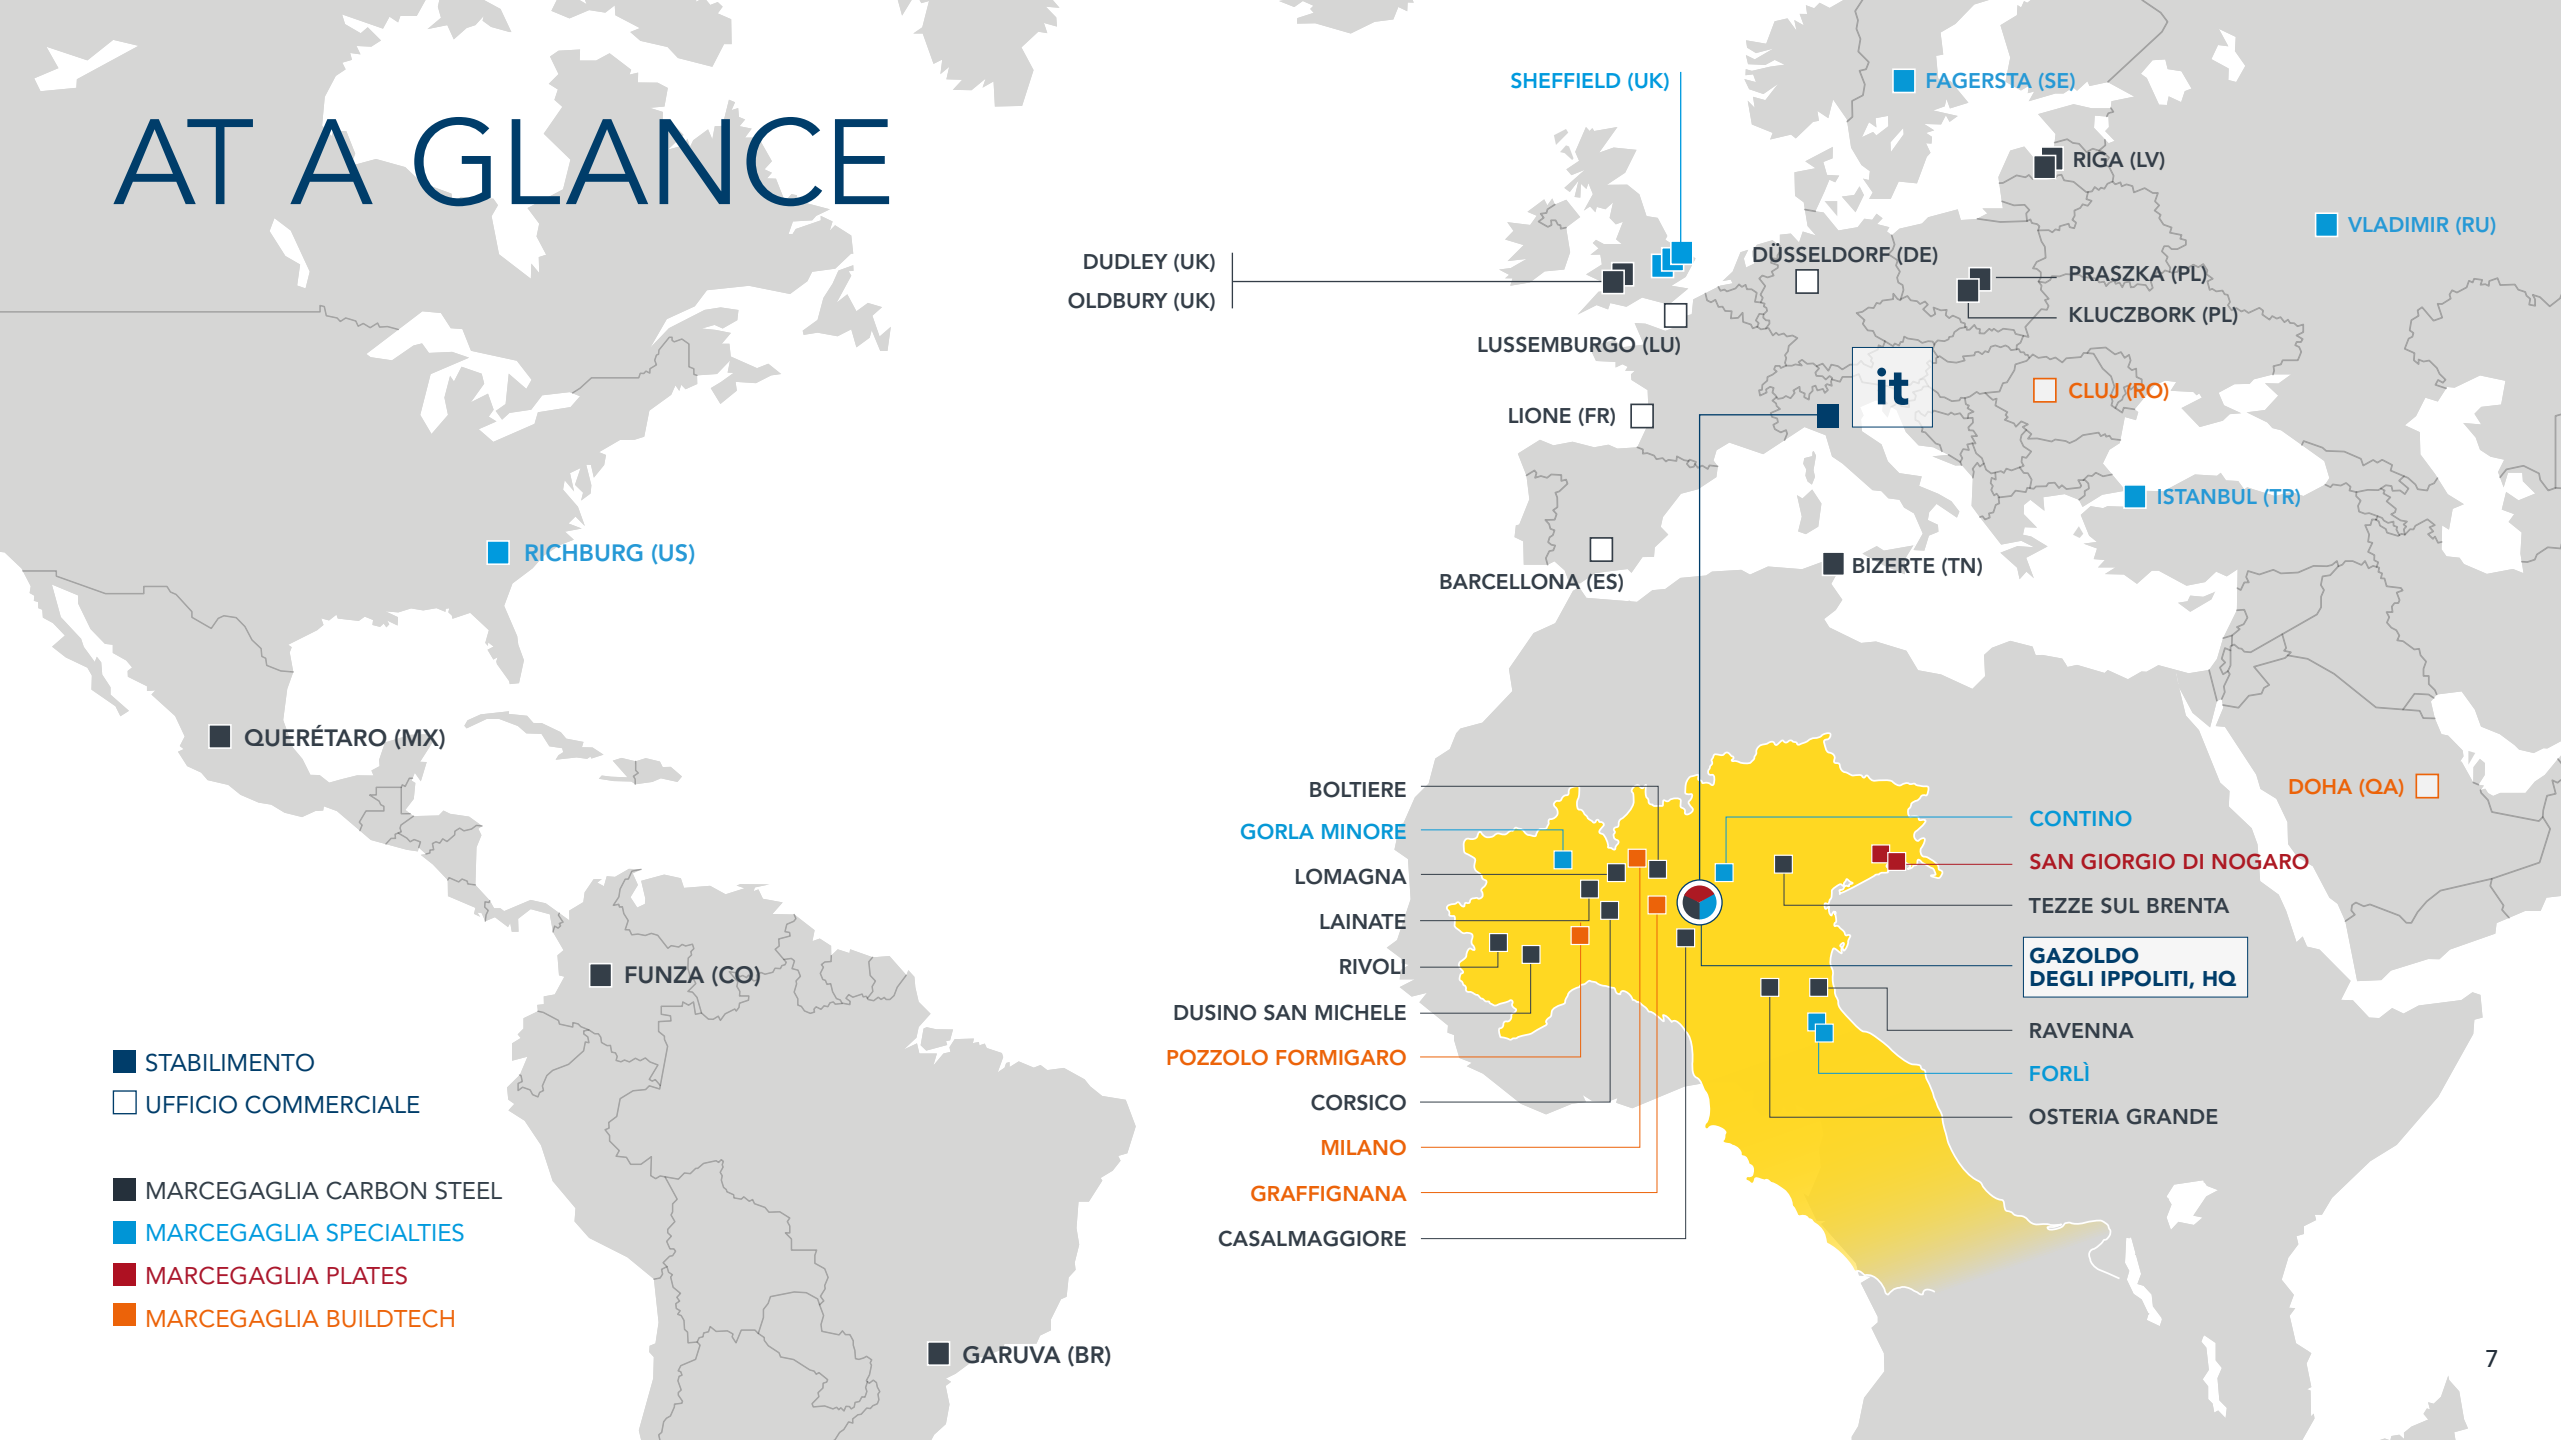 AT A GLANCE
SHEFFIELD (UK)
FAGERSTA (SE)
RIGA (LV)
VLADIMIR (RU)
DUDLEY (UK)
OLDBURY (UK)
DÜSSELDORF (DE)
PRASZKA (PL)
KLUCZBORK (PL)
LUSSEMBURGO (LU)
it
CLUJ (RO)
LIONE (FR)
ISTANBUL (TR)
RICHBURG (US)
BARCELLONA (ES)
BIZERTE (TN)
QUERÉTARO (MX)
DOHA (QA)
BOLTIERE
GORLA MINORE
LOMAGNA
LAINATE
RIVOLI
DUSINO SAN MICHELE
POZZOLO FORMIGARO
CORSICO
MILANO
GRAFFIGNANA
CASALMAGGIORE
CONTINO
SAN GIORGIO DI NOGARO
TEZZE SUL BRENTA
GAZOLDO
DEGLI IPPOLITI, HQ
RAVENNA
FORLÌ
OSTERIA GRANDE
FUNZA (CO)
GARUVA (BR)
STABILIMENTO
UFFICIO COMMERCIALE
MARCEGAGLIA CARBON STEEL
MARCEGAGLIA SPECIALTIES
MARCEGAGLIA PLATES
MARCEGAGLIA BUILDTECH
7